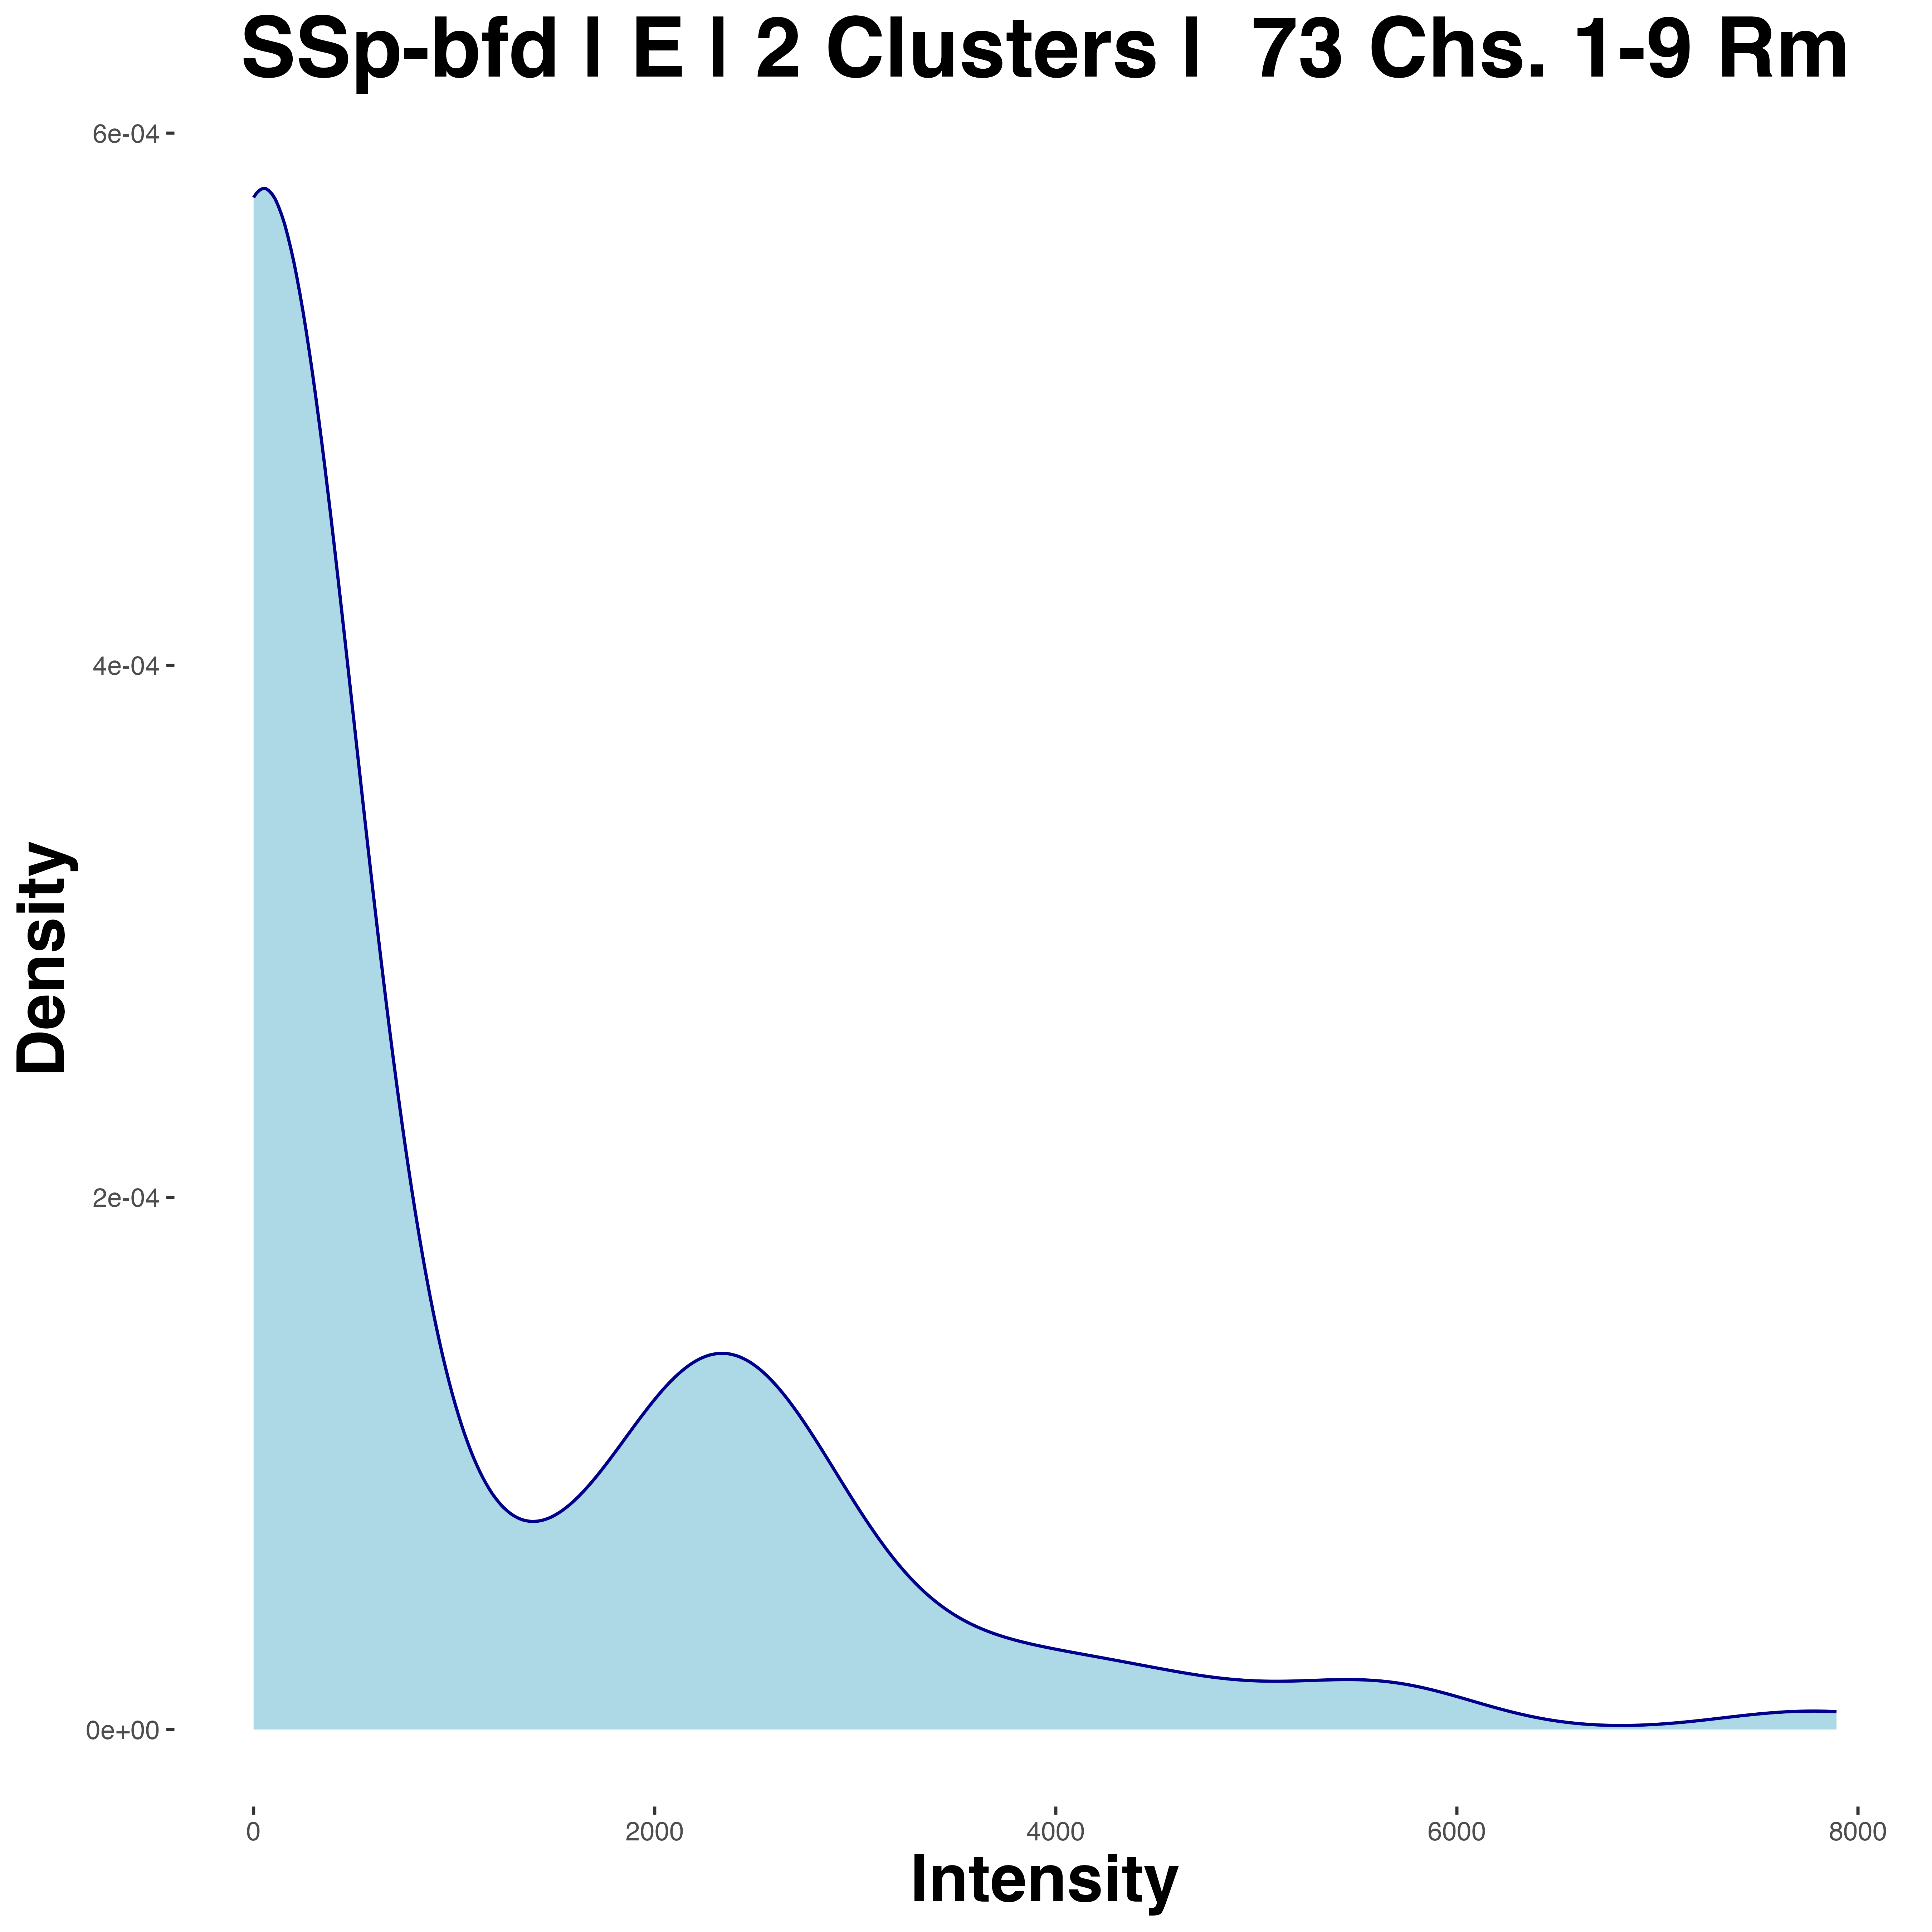 SSp-bfd | E | 2 Clusters | 73 Chs. 1-9 Rm
6e-04
4e-04
2e-04
0e+00
Density
0 2000 4000 6000 8000
Intensity